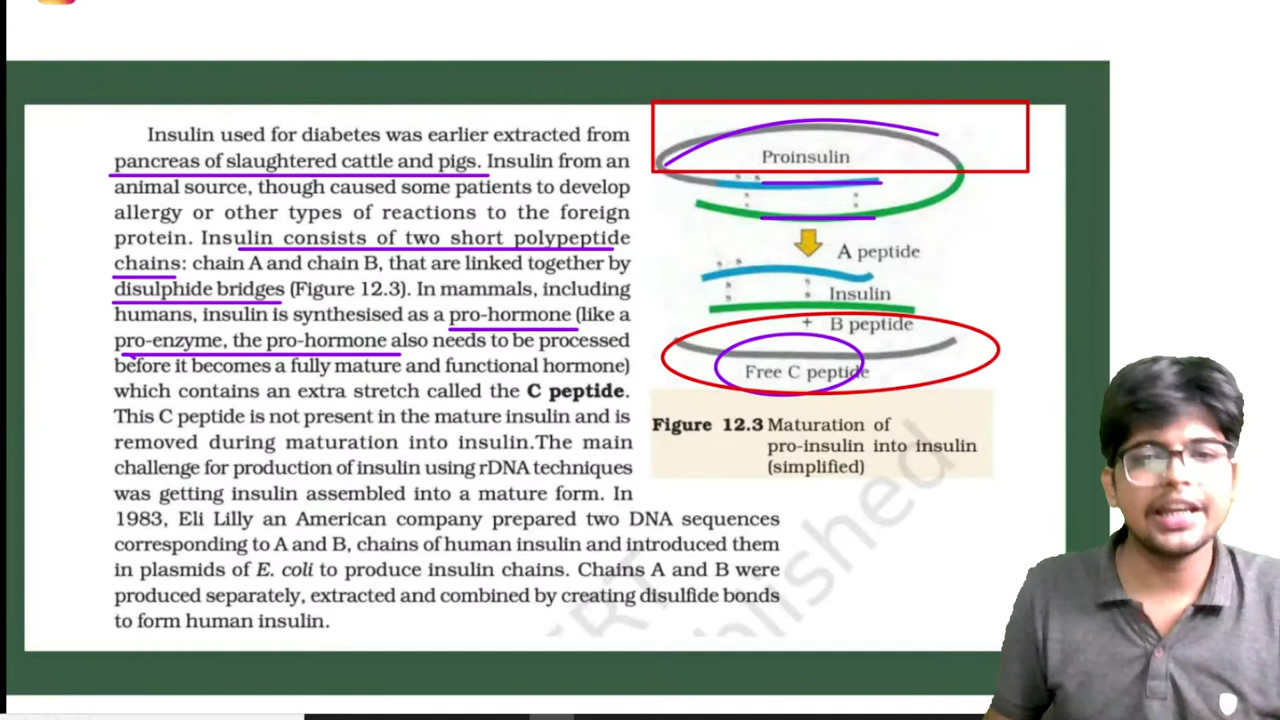 Insulin used for diabetes was earlier extracted from
pancreas of slaughtered cattle and pigs. Insulin from an
animal source, though caused some patients to develop
allergy or other types of reactions to the foreign
protein. Insulin consists of two short polypeptide
chains: chain A and chain B, that are linked together by
disulphide bridges (Figure 12.3). In mammals, including
humans, insulin is synthesised as a pro-hormone (like a
pro-enzyme, the pro-hormone also needs to be processed
before it becomes a fully mature and functional hormone)
which contains an extra stretch called the C peptide.
This C peptide is not present in the mature insulin and is
removed during maturation into insulin.The main
challenge for production of insulin using rDNA techniques
was getting insulin assembled into a mature form. In
1983, Eli Lilly an American company prepared two DNA sequences
corresponding to A and B, chains of human insulin and introduced them
in plasmids of E. coli to produce insulin chains. Chains A and B were
produced separately, extracted and combined by creating disulfide bonds
to form human insulin.
Proinsulin
s - s
A peptide
s - s
Insulin
+ B peptide
Free C peptide
Figure 12.3 Maturation of
pro-insulin into insulin
(simplified)